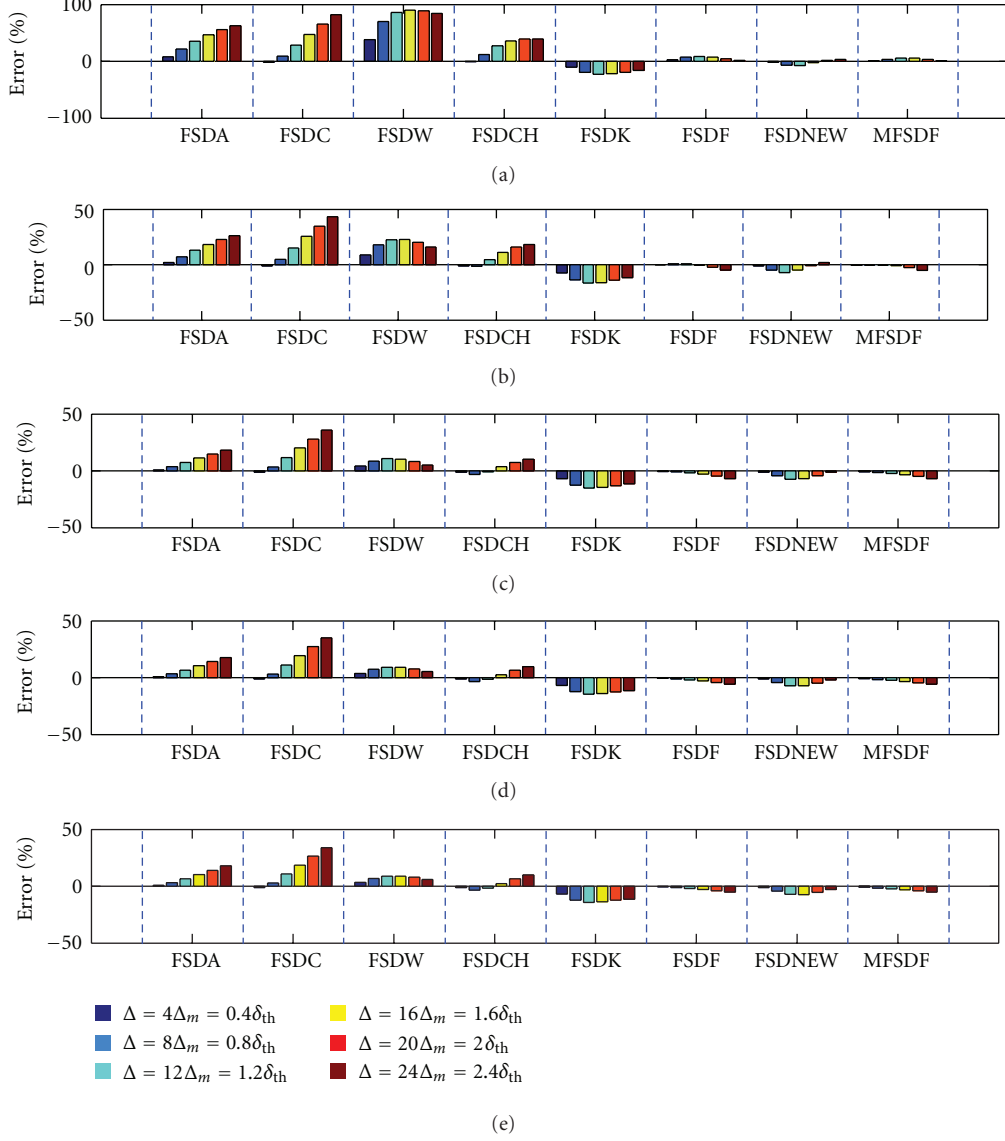 100
0
−100
Error (%)
FSDA FSDC FSDW FSDCH FSDK FSDF FSDNEW MFSDF
(a)
50
0
−50
Error (%)
FSDA FSDC FSDW FSDCH FSDK FSDF FSDNEW MFSDF
(b)
50
0
−50
Error (%)
FSDA FSDC FSDW FSDCH FSDK FSDF FSDNEW MFSDF
(c)
50
0
−50
Error (%)
FSDA FSDC FSDW FSDCH FSDK FSDF FSDNEW MFSDF
(d)
50
0
−50
Error (%)
FSDA FSDC FSDW FSDCH FSDK FSDF FSDNEW MFSDF
Δ = 4Δm = 0.4δth
Δ = 8Δm = 0.8δth
Δ = 12Δm = 1.2δth
Δ = 16Δm = 1.6δth
Δ = 20Δm = 2δth
Δ = 24Δm = 2.4δth
(e)